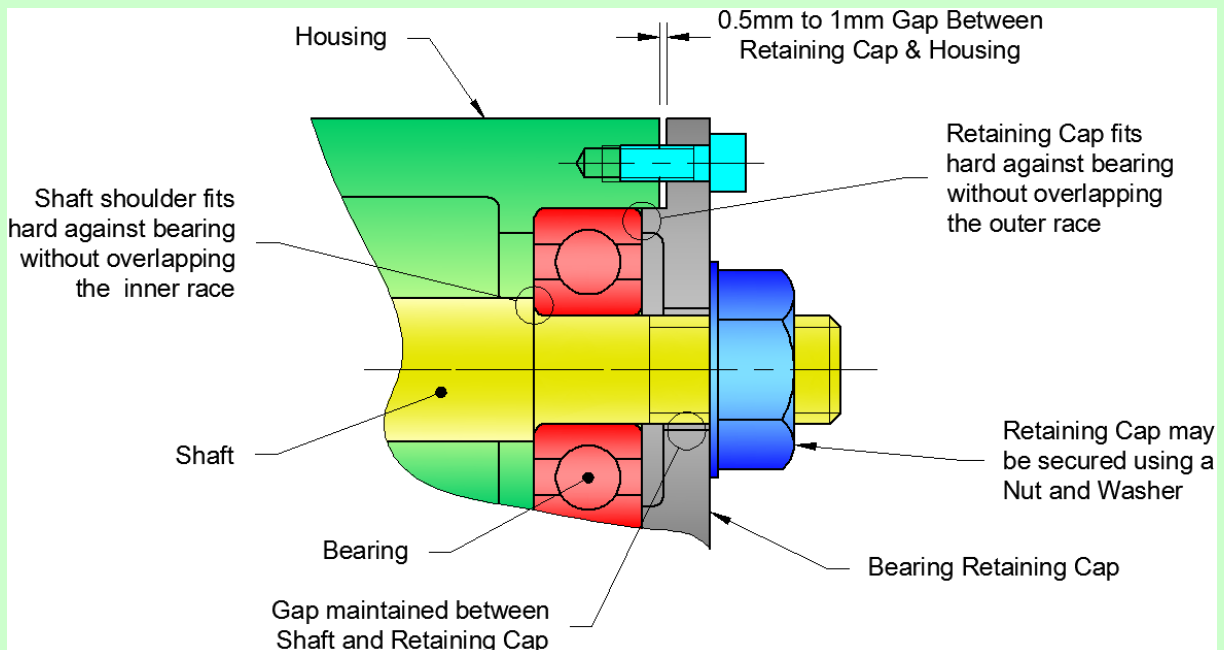 Housing
0.5mm to 1mm Gap Between
Retaining Cap & Housing
Retaining Cap fits
hard against bearing
without overlapping
the outer race
Shaft shoulder fits
hard against bearing
without overlapping
the inner race
Shaft
Retaining Cap may
be secured using a
Nut and Washer
Bearing
Bearing Retaining Cap
Gap maintained between
Shaft and Retaining Cap